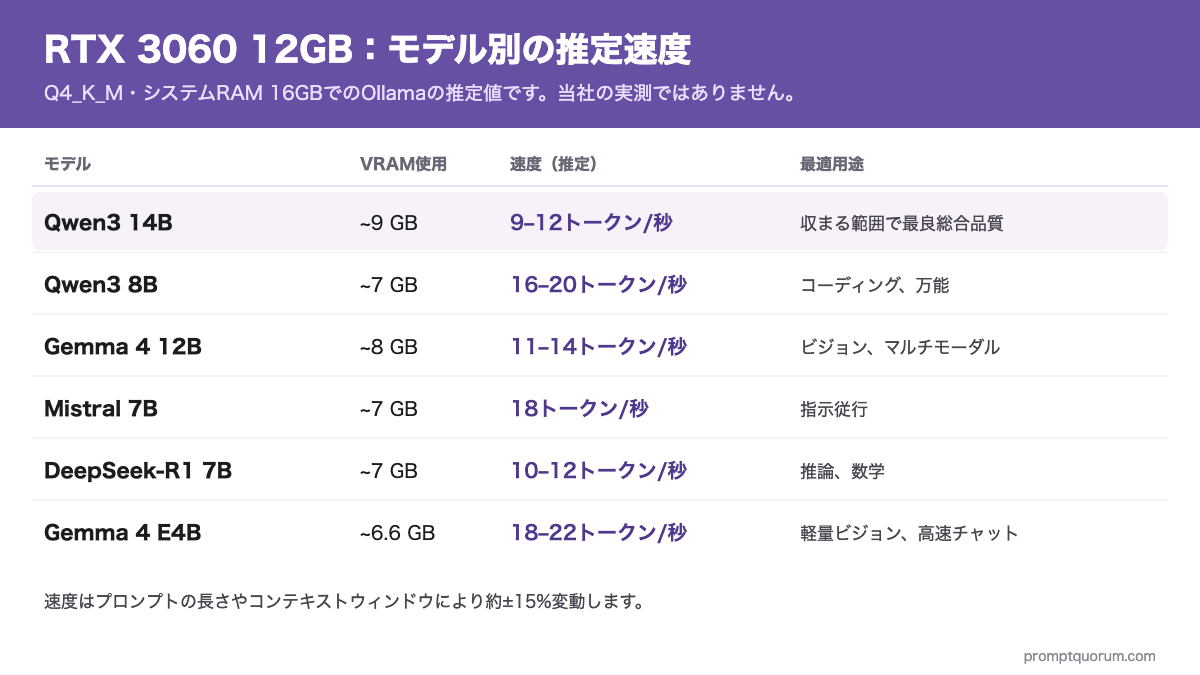 RTX 3060 12GB：モデル別の推定速度
Q4_K_M・システムRAM 16GBでのOllamaの推定値です。当社の実測ではありません。
モデル VRAM使用 速度（推定） 最適用途
Qwen3 14B ~9 GB 9–12トークン/秒 収まる範囲で最良総合品質
Qwen3 8B ~7 GB 16–20トークン/秒 コーディング、万能
Gemma 4 12B ~8 GB 11–14トークン/秒 ビジョン、マルチモーダル
Mistral 7B ~7 GB 18トークン/秒 指示従行
DeepSeek-R1 7B ~7 GB 10–12トークン/秒 推論、数学
Gemma 4 E4B ~6.6 GB 18–22トークン/秒 軽量ビジョン、高速チャット
速度はプロンプトの長さやコンテキストウィンドウにより約±15%変動します。
promptquorum.com